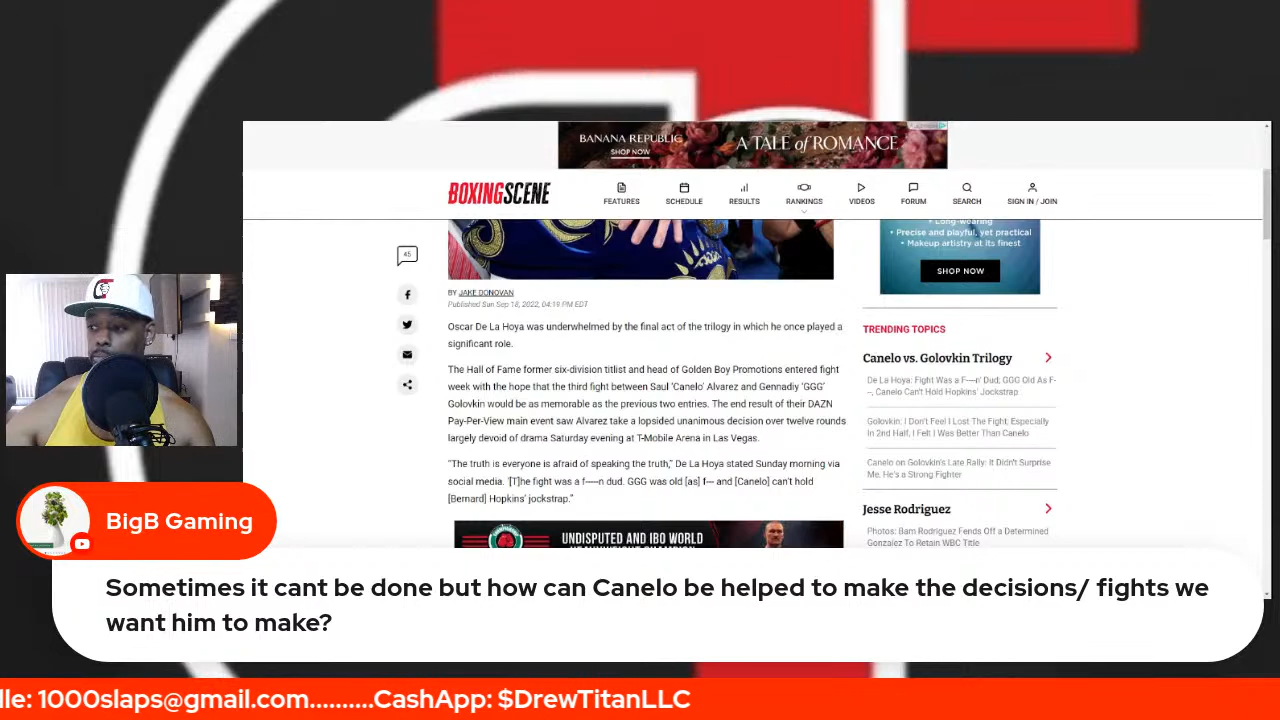 BANANA REPUBLIC
SHOP NOW
A TALE of ROMANCE
BOXINGSCENE
FEATURES
SCHEDULE
RESULTS
RANKINGS
VIDEOS
FORUM
SEARCH
SIGN IN / JOIN
45
BY JAKE DONOVAN
Published Sun Sep 18, 2022, 04:19 PM EDT
Oscar De La Hoya was underwhelmed by the final act of the trilogy in which he once played a
significant role.
The Hall of Fame former six-division titlist and head of Golden Boy Promotions entered fight
week with the hope that the third fight between Saul ‘Canelo’ Alvarez and Gennadiy ‘GGG’
Golovkin would be as memorable as the previous two entries. The end result of their DAZN
Pay-Per-View main event saw Alvarez take a lopsided unanimous decision over twelve rounds
largely devoid of drama Saturday evening at T-Mobile Arena in Las Vegas.
“The truth is everyone is afraid of speaking the truth,” De La Hoya stated Sunday morning via
social media. ‘[T]he fight was a f----n dud. GGG was old [as] f--- and [Canelo] can’t hold
[Bernard] Hopkins’ jockstrap.”
UNDISPUTED AND IBO WORLD
• Long-wearing
• Precise and playful, yet practical
• Makeup artistry at its finest
SHOP NOW
TRENDING TOPICS
Canelo vs. Golovkin Trilogy
De La Hoya: Fight Was a F----n' Dud, GGG Old As F-
--, Canelo Can't Hold Hopkins' Jockstrap
Golovkin: I Don't Feel I Lost The Fight; Especially
In 2nd Half, I Felt I Was Better Than Canelo
Canelo on Golovkin's Late Rally: It Didn't Surprise
Me, He's a Strong Fighter
Jesse Rodriguez
Photos: Bam Rodriguez Fends Off a Determined
Gonzalez To Retain WBC Title
BigB Gaming
Sometimes it cant be done but how can Canelo be helped to make the decisions/ fights we
want him to make?
lle: 1000slaps@gmail.com..........CashApp: $DrewTitanLLC